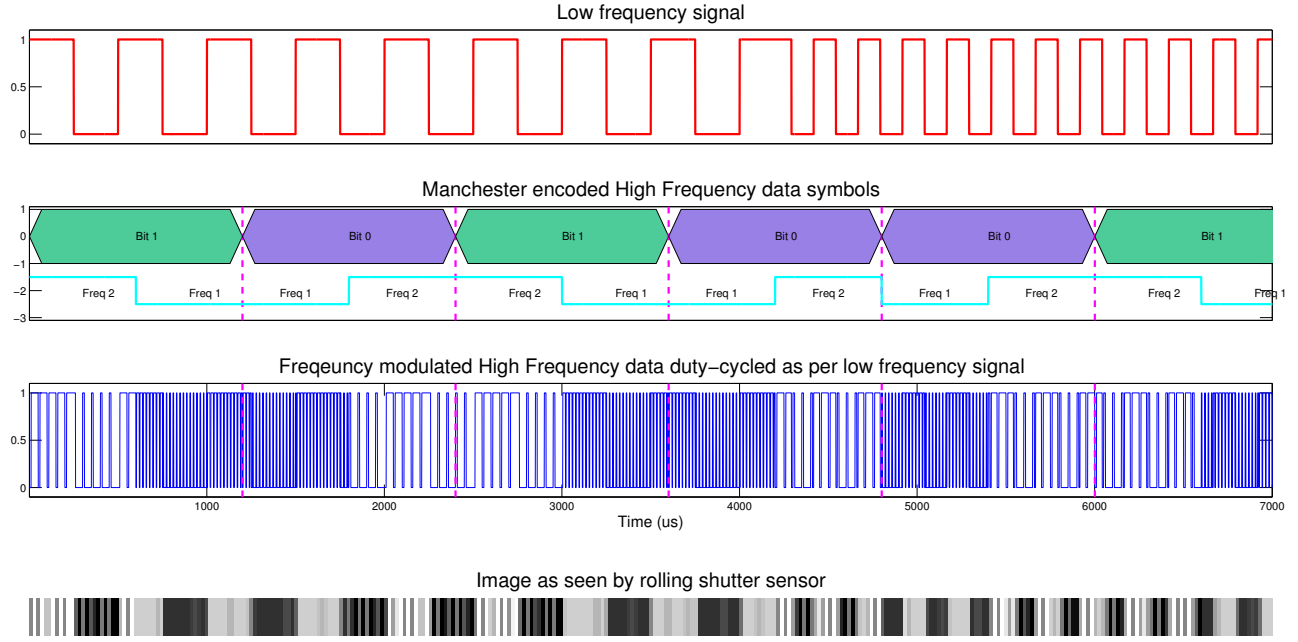 Low frequency signal
1
0.5
0
Manchester encoded High Frequency data symbols
1
0
−1
−2
−3
Bit 1 Bit 0 Bit 1 Bit 0 Bit 0 Bit 1
Freq 2 Freq 1 Freq 1 Freq 2 Freq 2 Freq 1 Freq 1 Freq 2 Freq 1 Freq 2 Freq 2 Freq 1
Freqeuncy modulated High Frequency data duty−cycled as per low frequency signal
1
0.5
0
1000 2000 3000 4000 5000 6000 7000
Time (us)
Image as seen by rolling shutter sensor